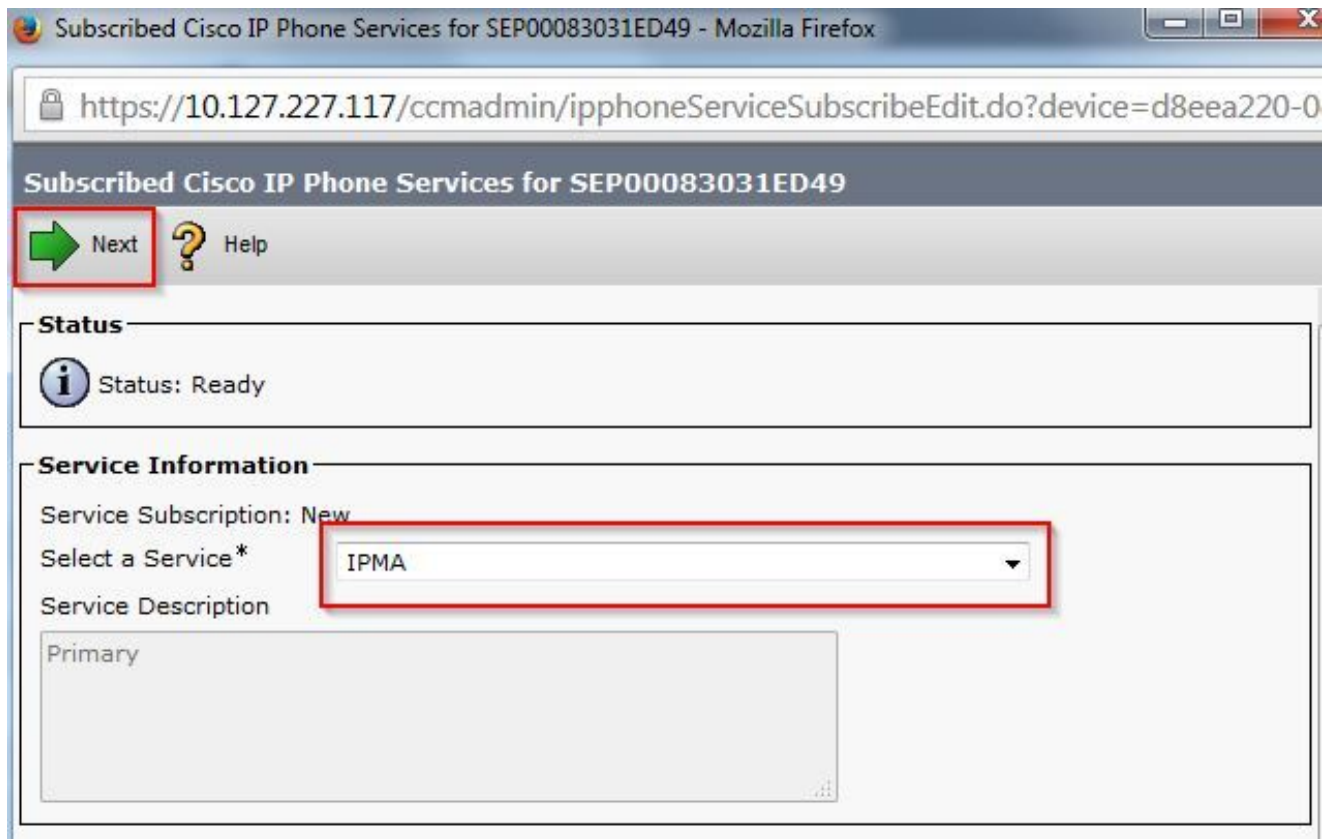 Subscribed Cisco IP Phone Services for SEP00083031ED49 - Mozilla Firefox
https://10.127.227.117/ccmadmin/ipphoneServiceSubscribeEdit.do?device=d8eea220-0
Subscribed Cisco IP Phone Services for SEP00083031ED49
Next Help
Status
Status: Ready
Service Information
Service Subscription: New
Select a Service* IPMA
Service Description
Primary